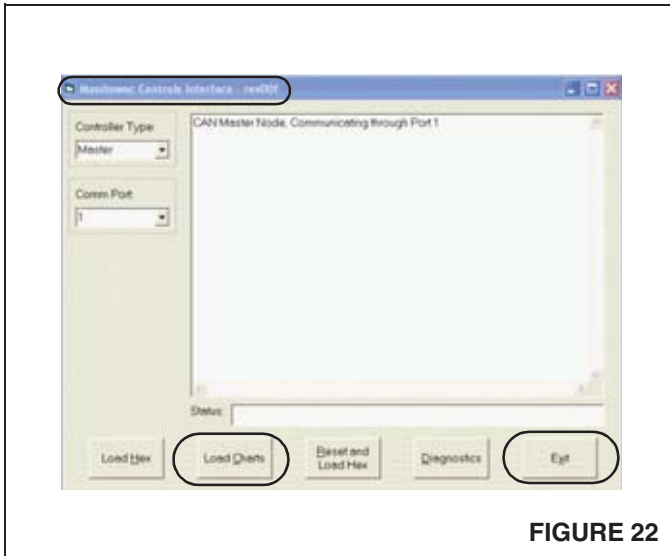 Manitowoc Controls Interface - rev00f
Controller Type:
Master
CAN Master Node, Communicating through Port 1
Comm Port:
1
Status:
Load Hex
Load Charts
Reset and
Load Hex
Diagnostics
Exit
FIGURE 22